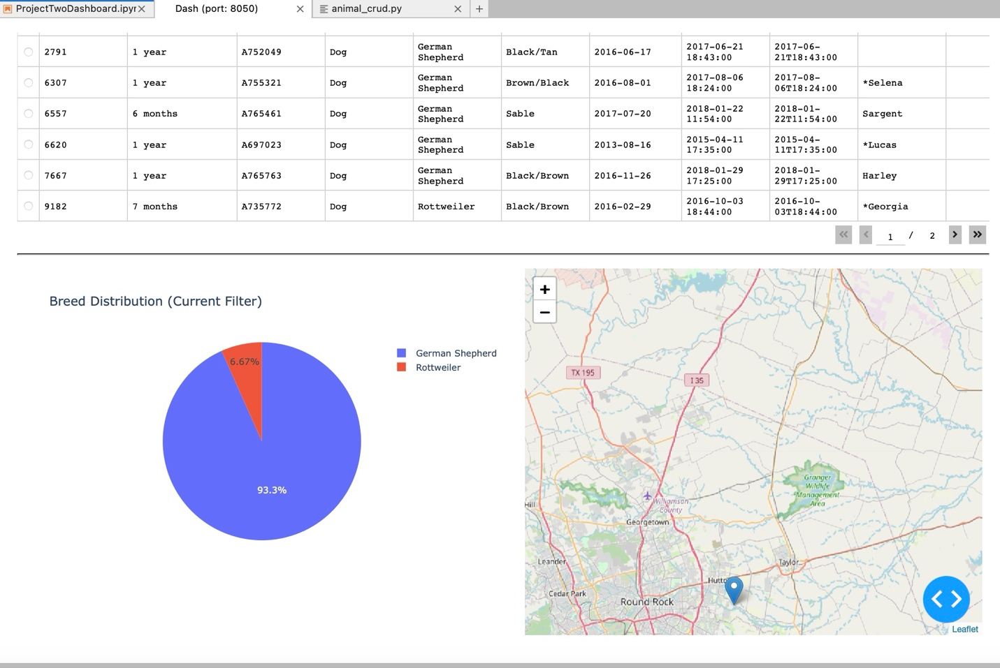 ProjectTwoDashboard.ipyr
Dash (port: 8050)
animal_crud.py
2791 1 year A752049 Dog German Shepherd Black/Tan 2016-06-17 2017-06-21 18:43:00 2017-06-21T18:43:00
6307 1 year A755321 Dog German Shepherd Brown/Black 2016-08-01 2017-08-06 18:24:00 2017-08-06T18:24:00 *Selena
6557 6 months A765461 Dog German Shepherd Sable 2017-07-20 2018-01-22 11:54:00 2018-01-22T11:54:00 Sargent
6620 1 year A697023 Dog German Shepherd Sable 2013-08-16 2015-04-11 17:35:00 2015-04-11T17:35:00 *Lucas
7667 1 year A765763 Dog German Shepherd Black/Brown 2016-11-26 2018-01-29 17:25:00 2018-01-29T17:25:00 Harley
9182 7 months A735772 Dog Rottweiler Black/Brown 2016-02-29 2016-10-03 18:44:00 2016-10-03T18:44:00 *Georgia
1 / 2
Breed Distribution (Current Filter)
German Shepherd
Rottweiler
6.67%
93.3%
+
−
TX 195
I 35
Granger
Wildlife
Management
Area
Williamson
County
Hill
Georgetown
Leander
Taylor
Hutto
Cedar Park
Round Rock
Leaflet